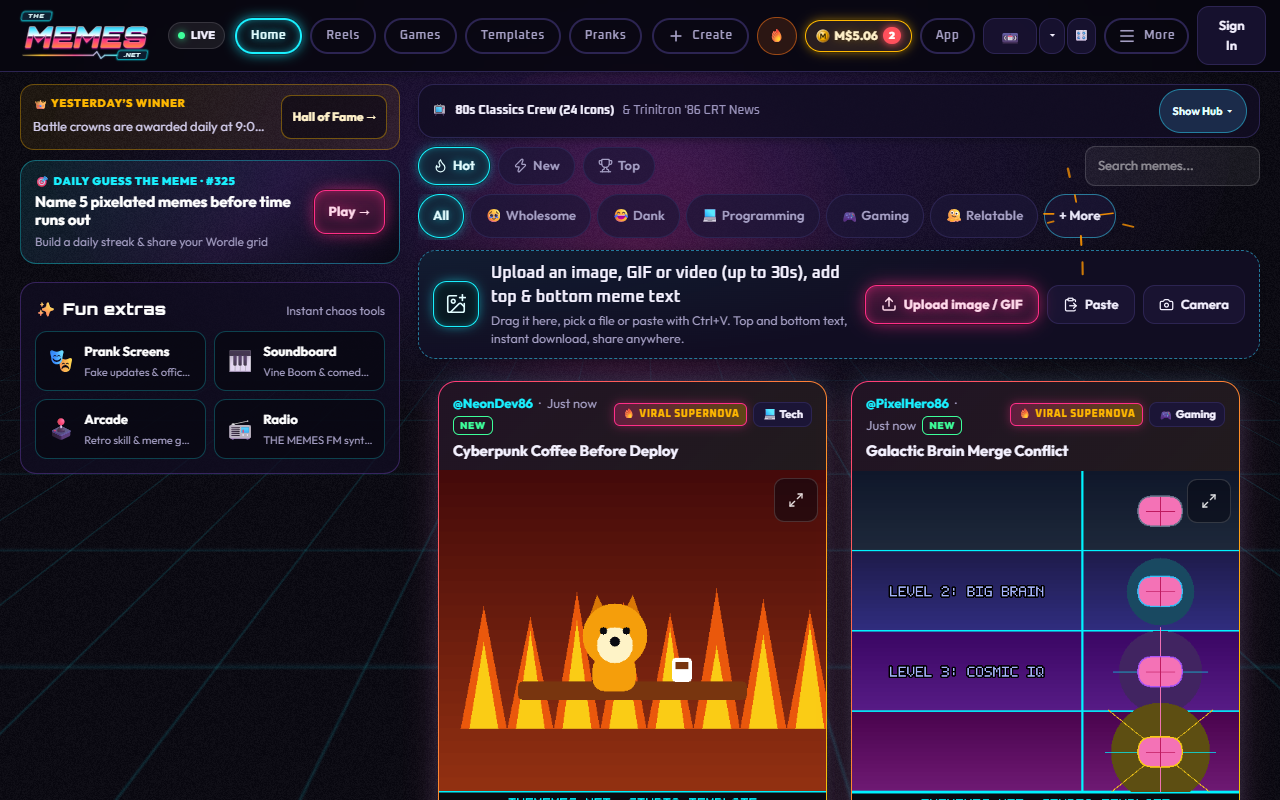 THE
MEMES
.NET
LIVE
Home
Reels
Games
Templates
Pranks
Create
M$5.06 2
App
More
Sign
In
YESTERDAY'S WINNER
Battle crowns are awarded daily at 9:0...
Hall of Fame →
DAILY GUESS THE MEME · #325
Name 5 pixelated memes before time
runs out
Build a daily streak & share your Wordle grid
Play →
Fun extras
Instant chaos tools
Prank Screens
Fake updates & offic...
Soundboard
Vine Boom & comed...
Arcade
Retro skill & meme g...
Radio
THE MEMES FM synt...
80s Classics Crew (24 Icons) & Trinitron '86 CRT News
Show Hub
Hot
New
Top
Search memes...
All
Wholesome
Dank
Programming
Gaming
Relatable
+ More
Upload an image, GIF or video (up to 30s), add
top & bottom meme text
Drag it here, pick a file or paste with Ctrl+V. Top and bottom text,
instant download, share anywhere.
Upload image / GIF
Paste
Camera
@NeonDev86 · Just now
NEW
VIRAL SUPERNOVA
Tech
Cyberpunk Coffee Before Deploy
@PixelHero86 ·
Just now NEW
VIRAL SUPERNOVA
Gaming
Galactic Brain Merge Conflict
LEVEL 2: BIG BRAIN
LEVEL 3: COSMIC IQ